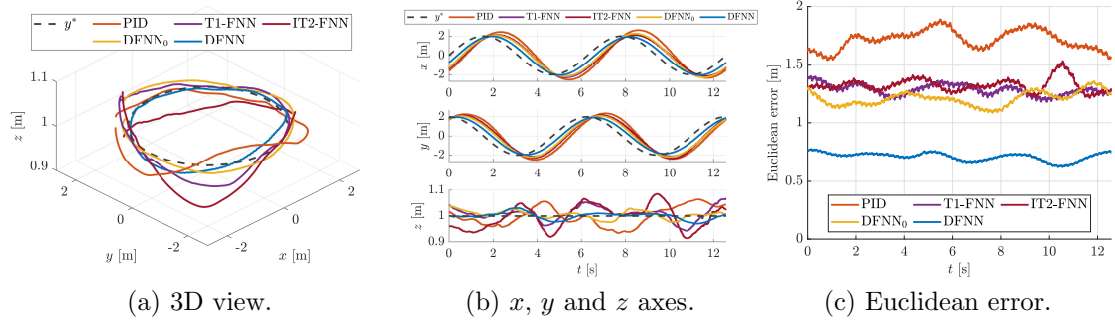 y* PID T1-FNN IT2-FNN
DFNN₀ DFNN
1.1
1
0.9
z [m]
2
0
-2
y [m]
-2
0
2
x [m]
(a) 3D view.
y* PID T1-FNN IT2-FNN DFNN₀ DFNN
2
0
-2
x [m]
0 2 4 6 8 10 12
2
0
-2
y [m]
0 2 4 6 8 10 12
1.1
1
0.9
z [m]
0 2 4 6 8 10 12
t [s]
(b) x, y and z axes.
2
1.5
1
0.5
0
Euclidean error [m]
PID T1-FNN IT2-FNN
DFNN₀ DFNN
0 2 4 6 8 10 12
t [s]
(c) Euclidean error.